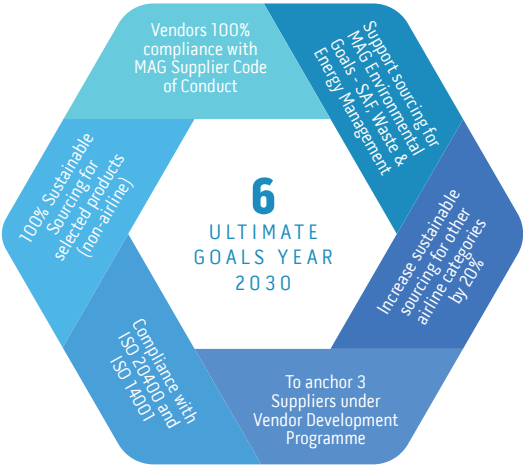 Vendors 100%
compliance with
MAG Supplier Code
of Conduct
Support sourcing for
MAG Environmental
Goals - SAF, Waste &
Energy Management
Increase sustainable
sourcing for other
airline categories
by 20%
To anchor 3
Suppliers under
Vendor Development
Programme
Compliance with
ISO 20400 and
ISO 14001
100% Sustainable
Sourcing for
selected products
(non-airline)
6
ULTIMATE
GOALS YEAR
2030